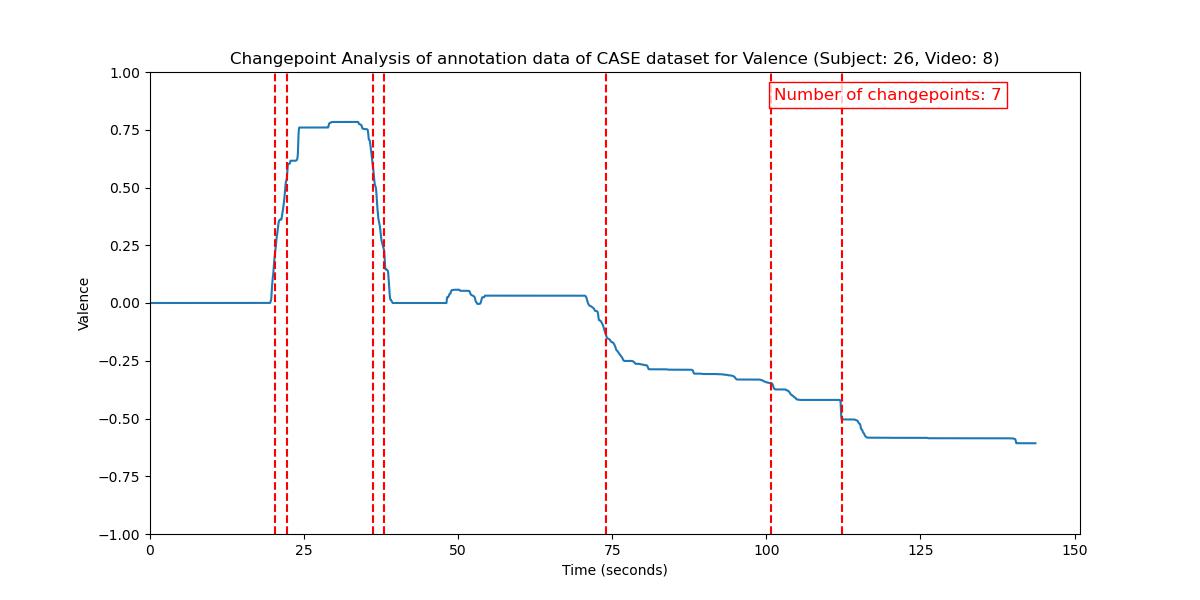 Changepoint Analysis of annotation data of CASE dataset for Valence (Subject: 26, Video: 8)
Number of changepoints: 7
1.00
0.75
0.50
0.25
0.00
−0.25
−0.50
−0.75
−1.00
Valence
0 25 50 75 100 125 150
Time (seconds)